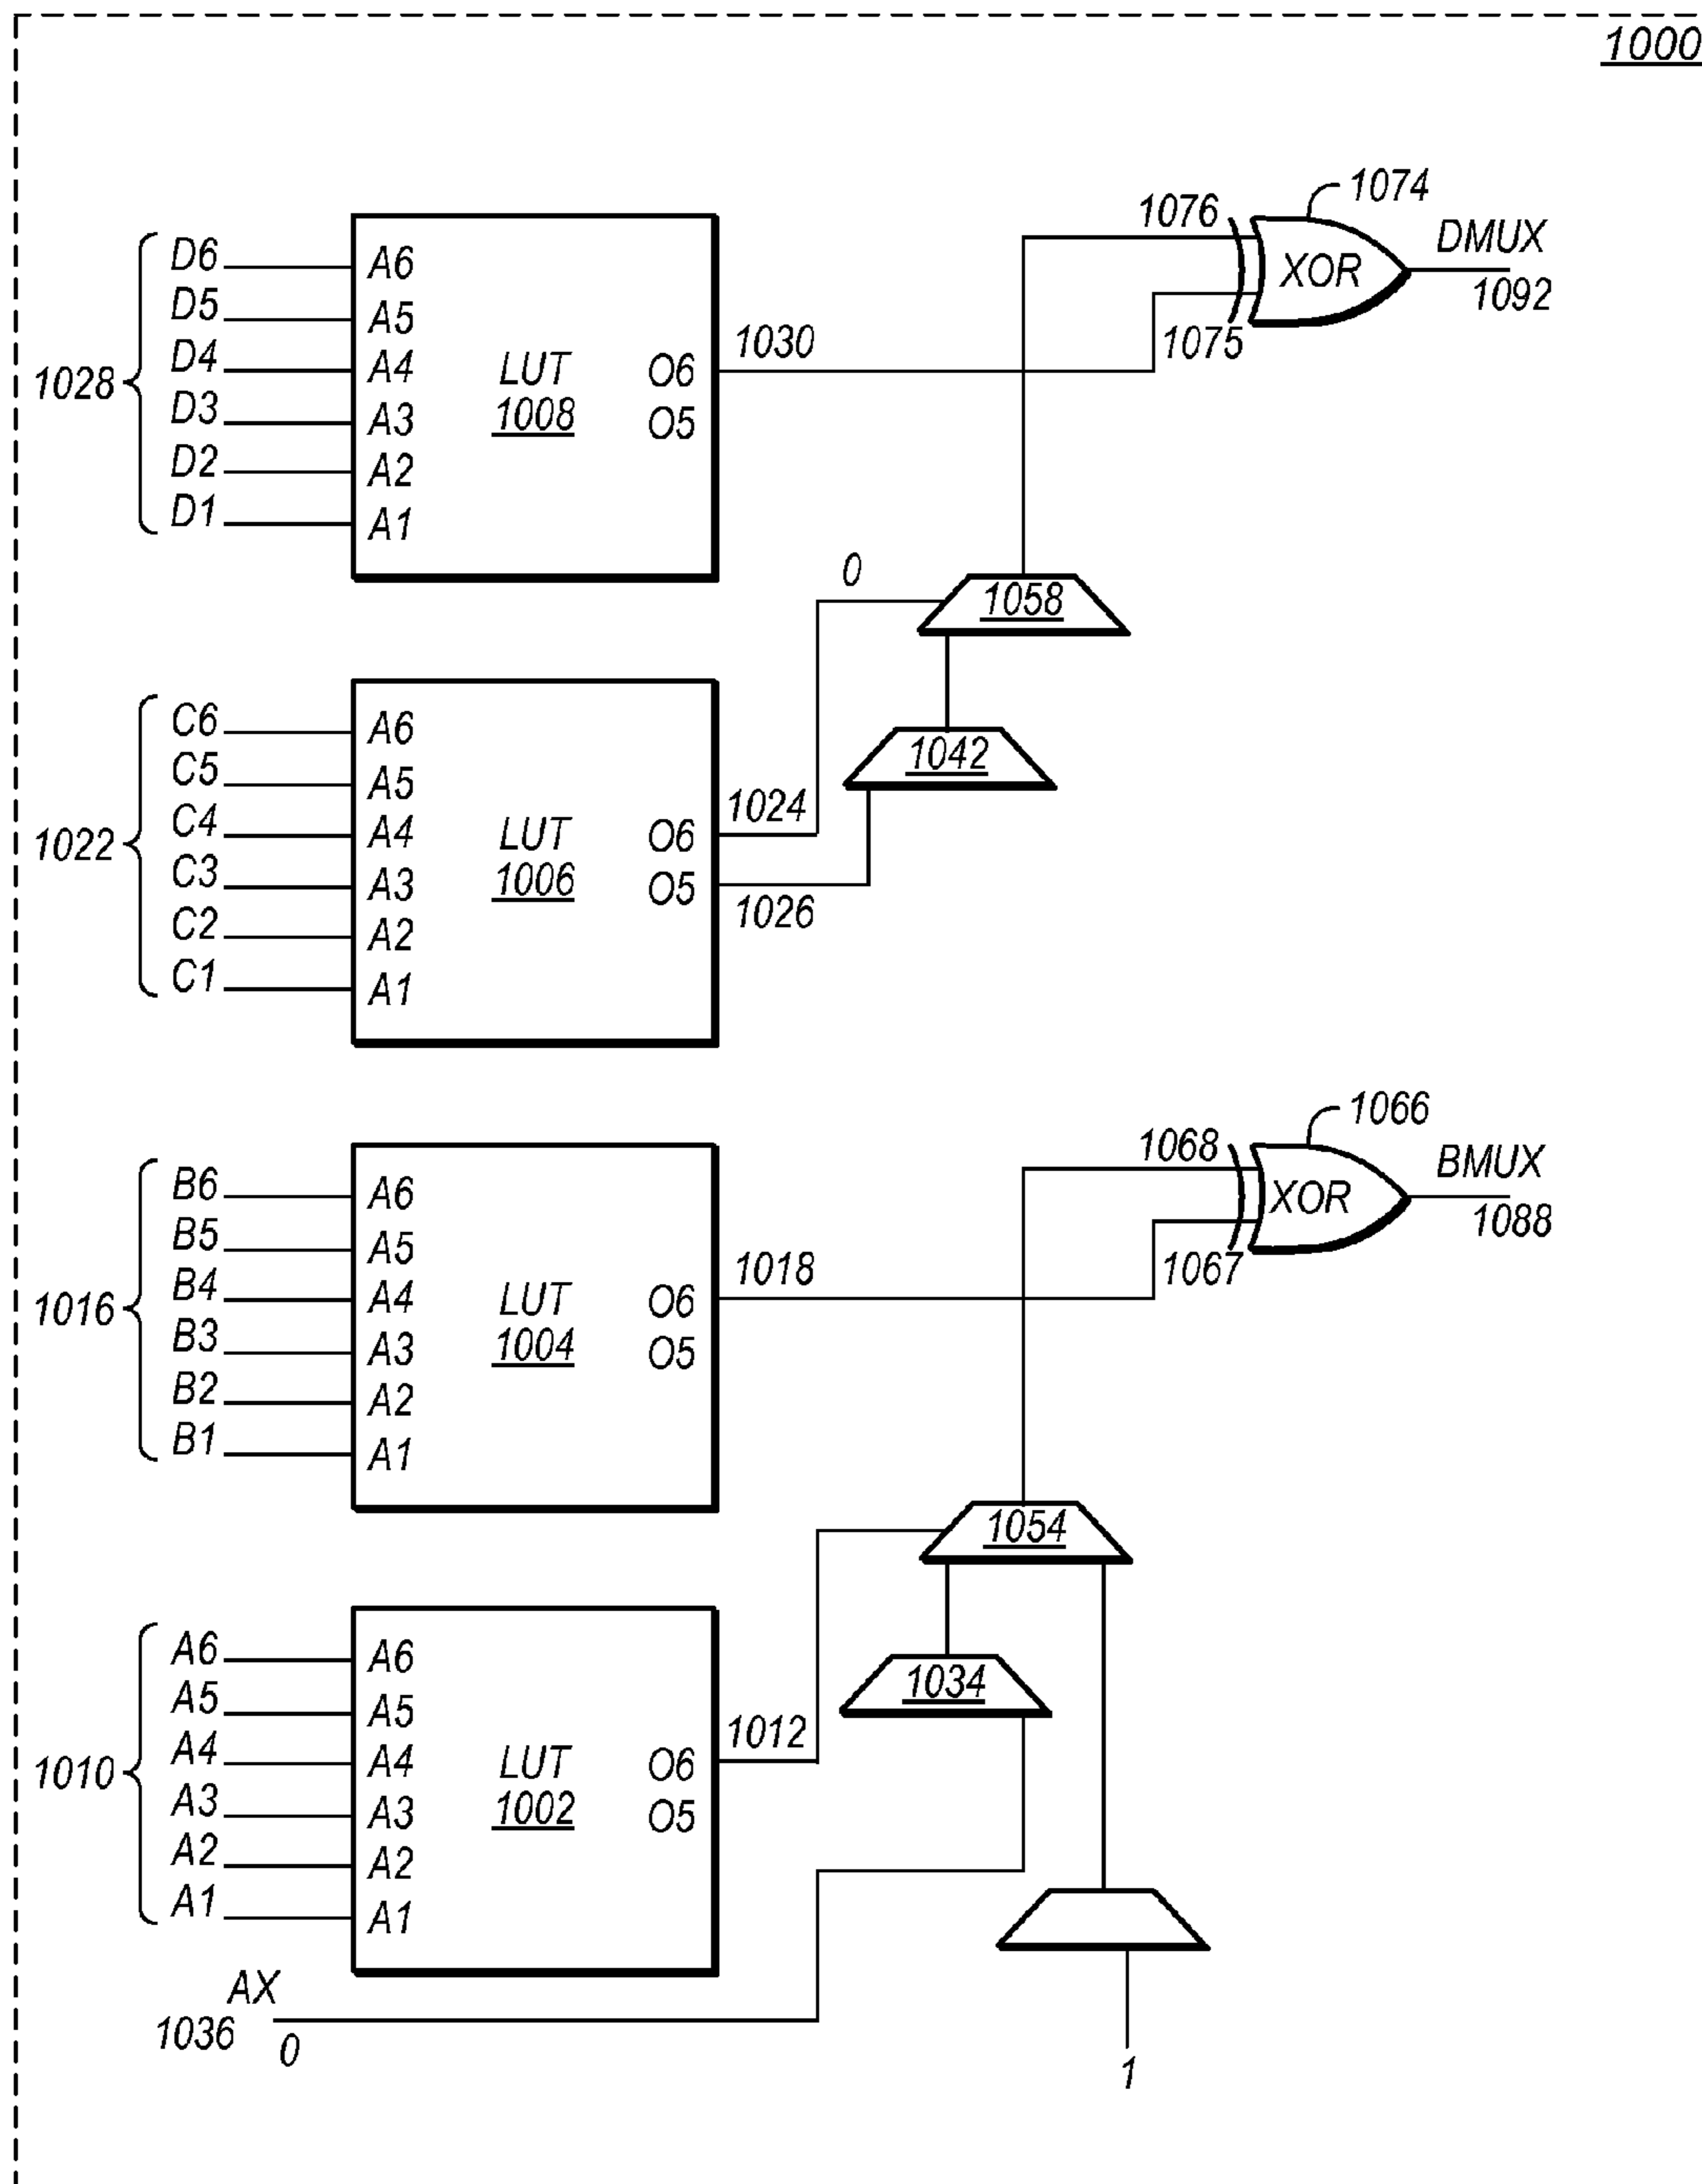 1000
1074
1076
DMUX
D6
A6
XOR
1092
D5
A5
1030
1075
D4
A4
LUT
O6
1028
D3
A3
1008
O5
D2
A2
D1
A1
0
1058
C6
A6
1042
C5
A5
1024
C4
A4
LUT
O6
1022
C3
A3
1006
O5
1026
C2
A2
C1
A1
1066
1068
BMUX
B6
A6
XOR
1088
B5
A5
1018
1067
B4
A4
LUT
O6
1016
B3
A3
1004
O5
B2
A2
B1
A1
1054
A6
A6
1034
A5
A5
1012
A4
A4
LUT
O6
1010
A3
A3
1002
O5
A2
A2
A1
A1
AX
1036
0
1